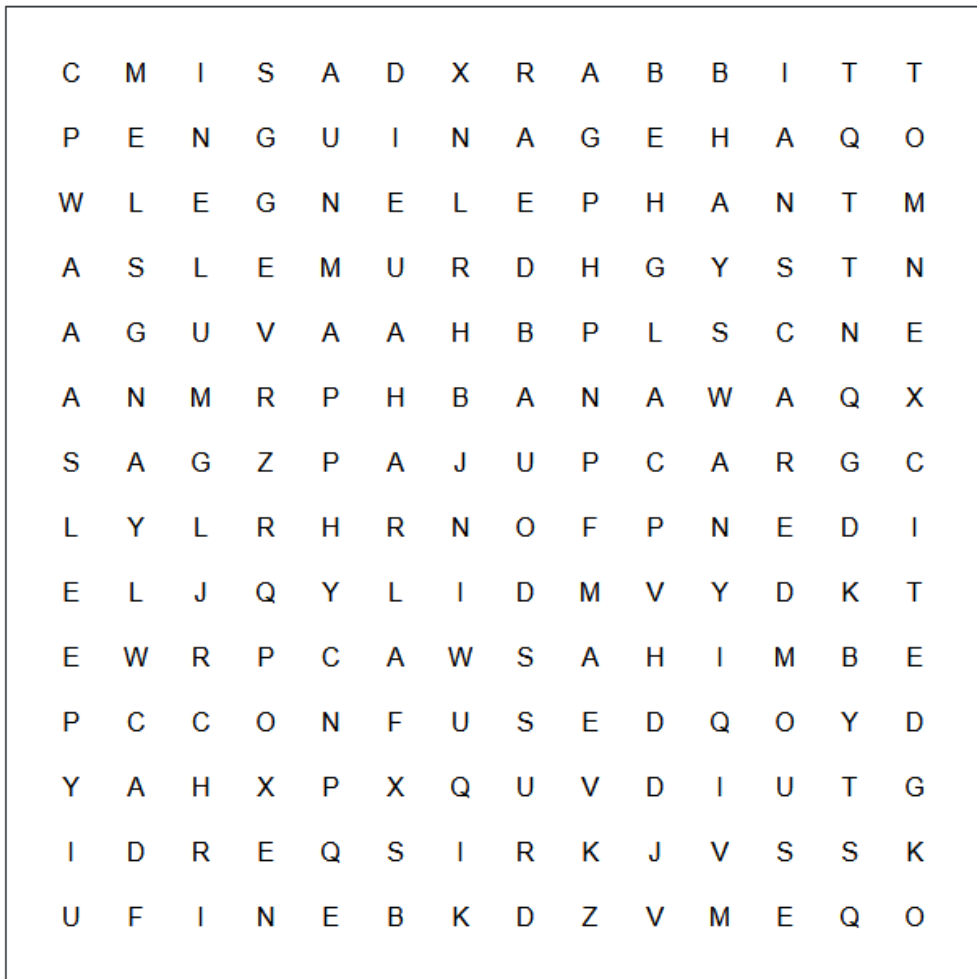 C M I S A D X R A B B I T T
P E N G U I N A G E H A Q O
W L E G N E L E P H A N T M
A S L E M U R D H G Y S T N
A G U V A A H B P L S C N E
A N M R P H B A N A W A Q X
S A G Z P A J U P C A R G C
L Y L R H R N O F P N E D I
E L J Q Y L I D M V Y D K T
E W R P C A W S A H I M B E
P C C O N F U S E D Q O Y D
Y A H X P X Q U V D I U T G
I D R E Q S I R K J V S S K
U F I N E B K D Z V M E Q O